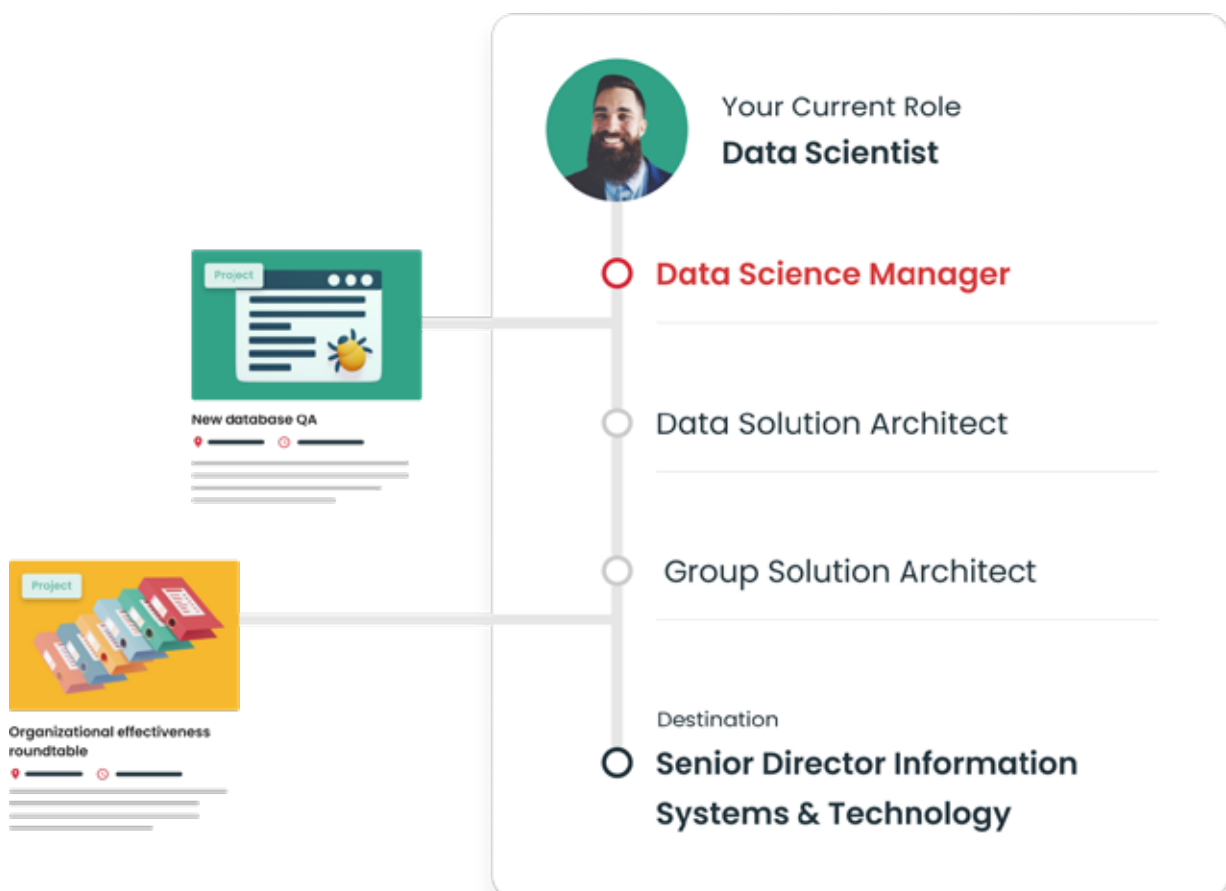 Your Current Role
Data Scientist
Data Science Manager
Project
New database QA
Data Solution Architect
Group Solution Architect
Project
Organizational effectiveness
roundtable
Destination
Senior Director Information
Systems & Technology